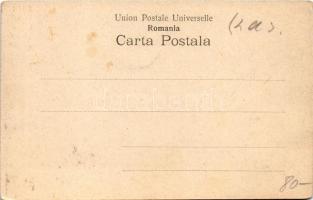 Union Postale Universelle
Romania
Carta Postala
80-